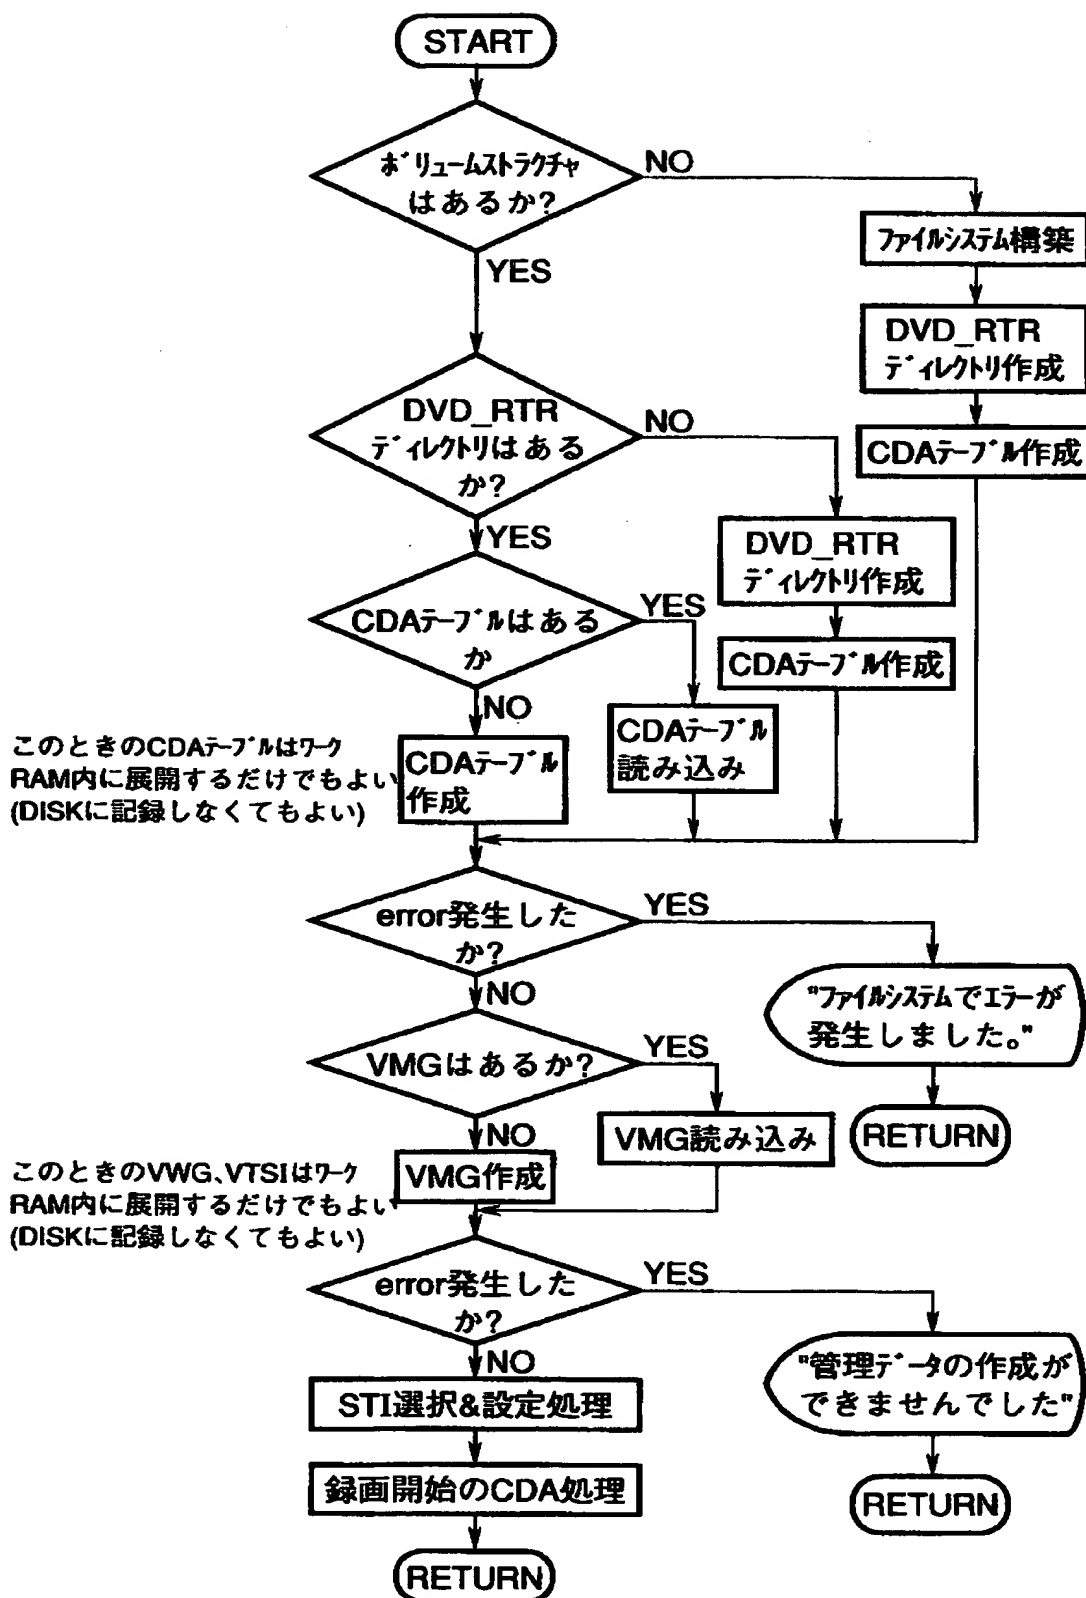 START
ボリュームストラクチャ
はあるか?
NO
YES
ファイルシステム構築
DVD_RTR
ディレクトリ作成
CDAテーブル作成
DVD_RTR
ディレクトリはある
か?
NO
YES
DVD_RTR
ディレクトリ作成
CDAテーブル作成
CDAテーブルはある
か
YES
NO
CDAテーブル
読み込み
このときのCDAテーブルはワーク
RAM内に展開するだけでもよい
(DISKに記録しなくてもよい)
CDAテーブル
作成
error発生した
か?
YES
NO
"ファイルシステムでエラーが
発生しました。"
RETURN
VMGはあるか?
YES
NO
VMG読み込み
VMG作成
このときのVWG、VTSIはワーク
RAM内に展開するだけでもよい
(DISKに記録しなくてもよい)
error発生した
か?
YES
NO
"管理データの作成が
できませんでした"
RETURN
STI選択&設定処理
録画開始のCDA処理
RETURN